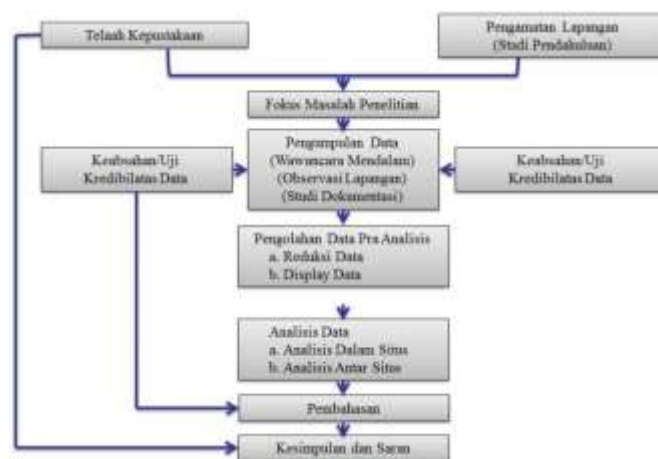 Telaah Kepustakaan
Pengamatan Lapangan
(Studi Pendahuluan)
Fokus Masalah Penelitian
Keabsahan/Uji
Kredibilatas Data
Pengumpulan Data
(Wawancara Mendalam)
(Observasi Lapangan)
(Studi Dokumentasi)
Keabsahan/Uji
Kredibilatas Data
Pengolahan Data Pra Analisis
a. Reduksi Data
b. Display Data
Analisis Data
a. Analisis Dalam Situs
b. Analisis Antar Situs
Pembahasan
Kesimpulan dan Saran